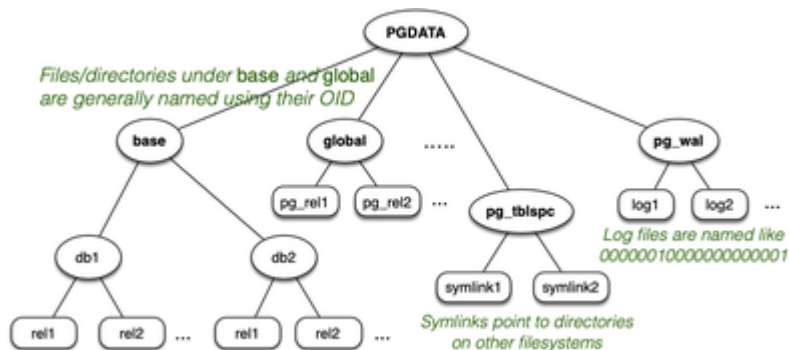 PGDATA
Files/directories under base and global
are generally named using their OID
base
global
.....
pg_wal
pg_rel1
pg_rel2
...
pg_tblspc
log1
log2
...
Log files are named like
00000010000000000001
db1
db2
symlink1
symlink2
Symlinks point to directories
on other filesystems
rel1
rel2
...
rel1
rel2
...